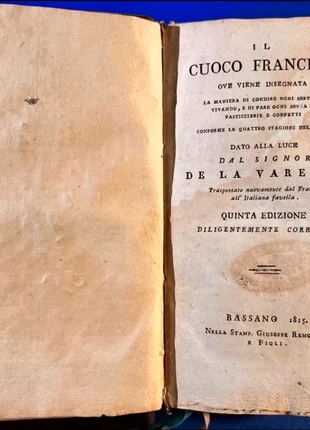 IL
CUOCO FRANC
OVE VIENE INSEGNATA
LA MANIERA DI CONDIRE OGNI SORT
VIVANDE, E DI FARE OGNI SORTA
PASTICCIERIE E CONFETTI
CONFORME LE QUATTRO STAGIONI
DATO ALLA LUCE
DAL SIGNOR
DE LA VARE
Trasportato nuovamente dal Fra
all' Italiana favella.
QUINTA EDIZIONE
DILIGENTEMENTE CORR
BASSANO 1815.
NELLA STAMP. GIUSEPPE REMO
E FIGLI.